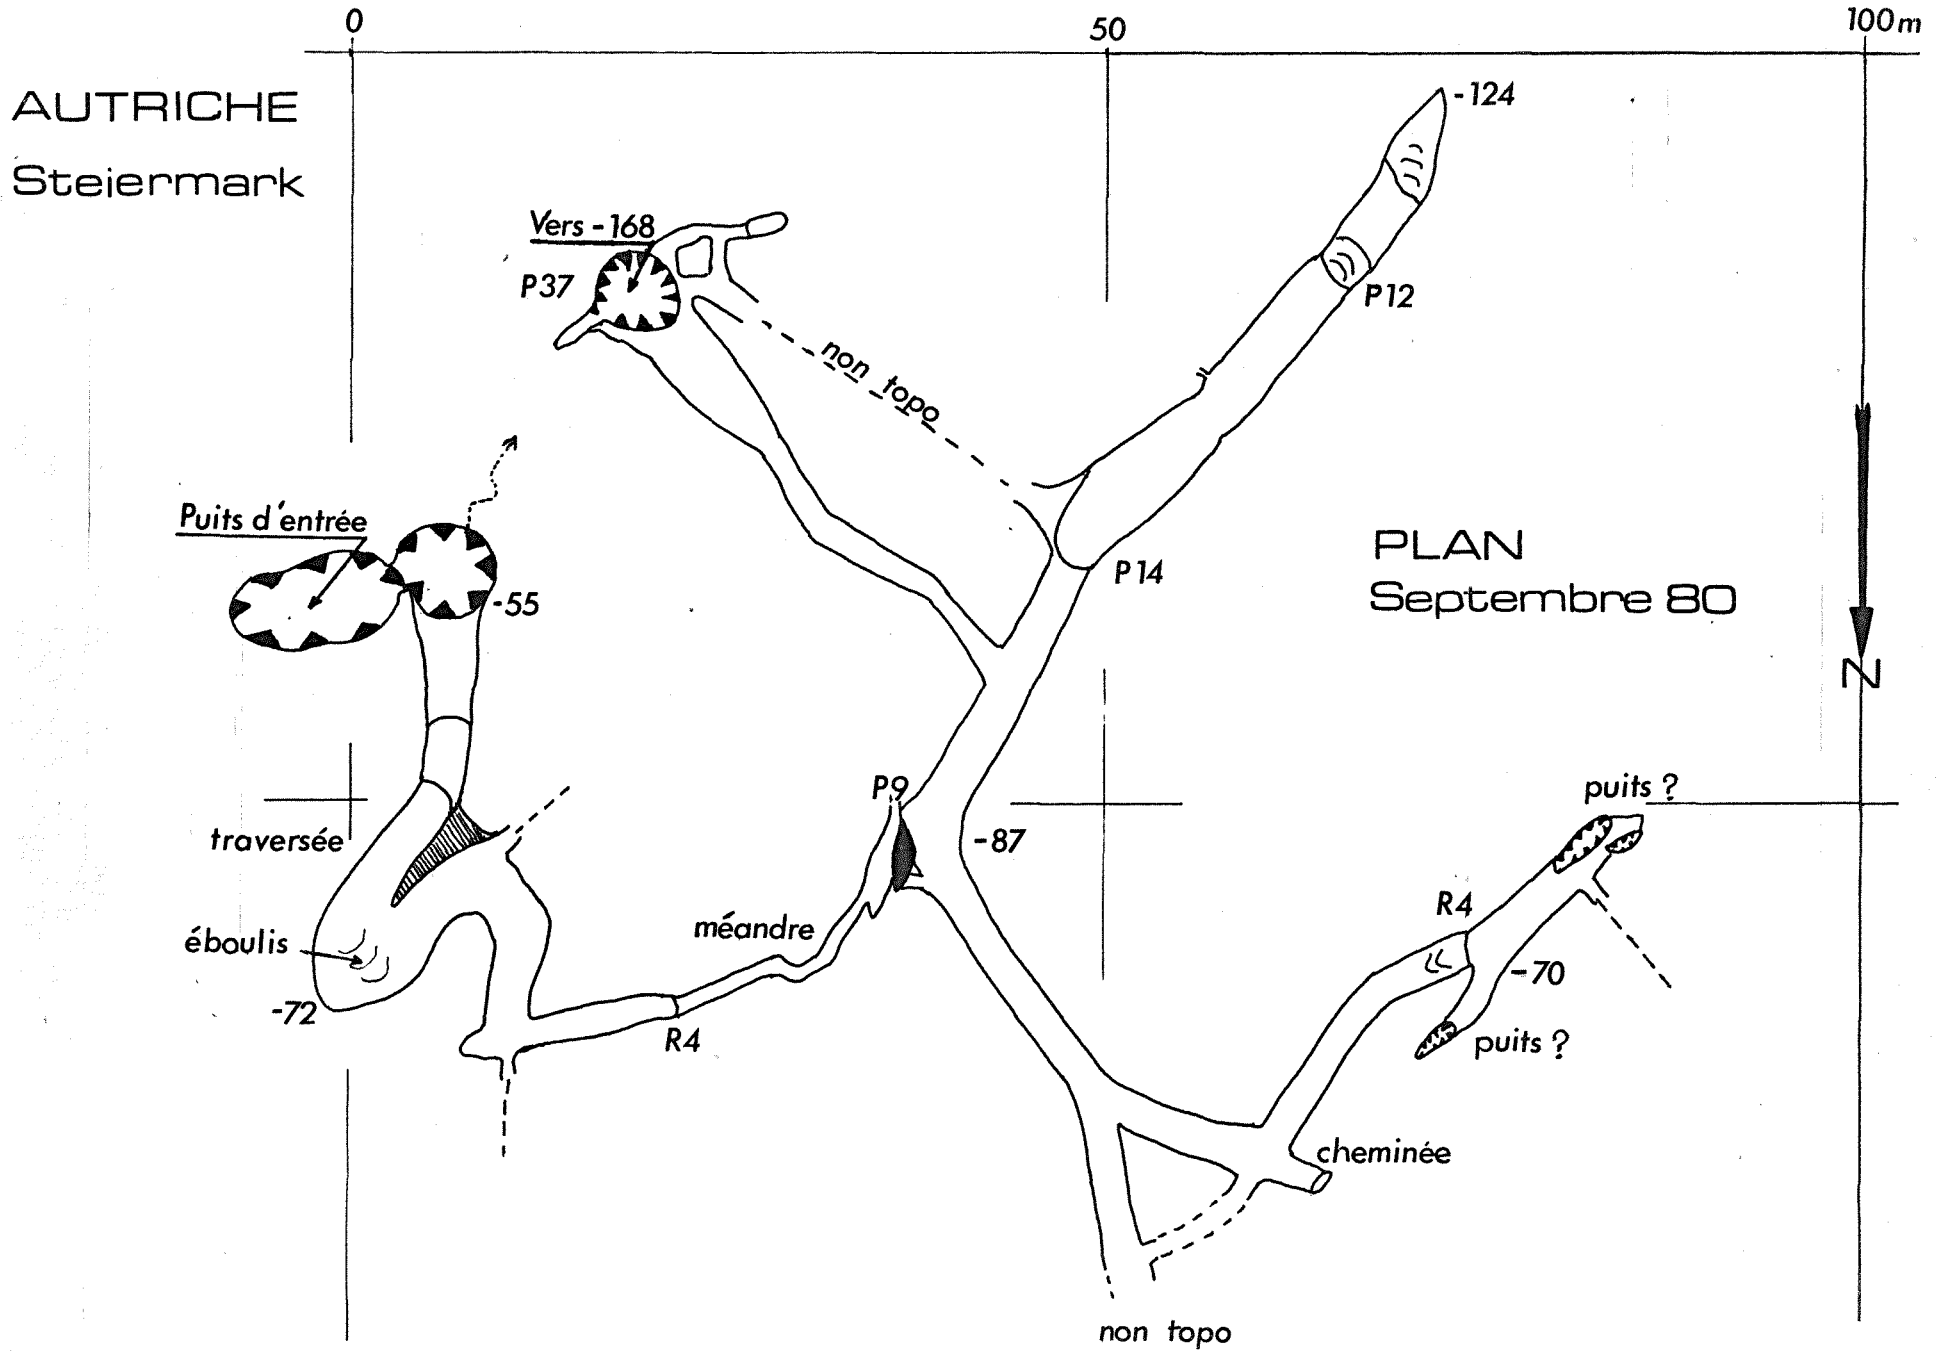 0
50
100m
AUTRICHE
Steiermark
-124
Vers -168
P37
P12
non topo
Puits d'entrée
-55
P14
PLAN
Septembre 80
N
P9
puits ?
traversée
-87
R4
méandre
éboulis
-70
-72
R4
puits ?
cheminée
non topo